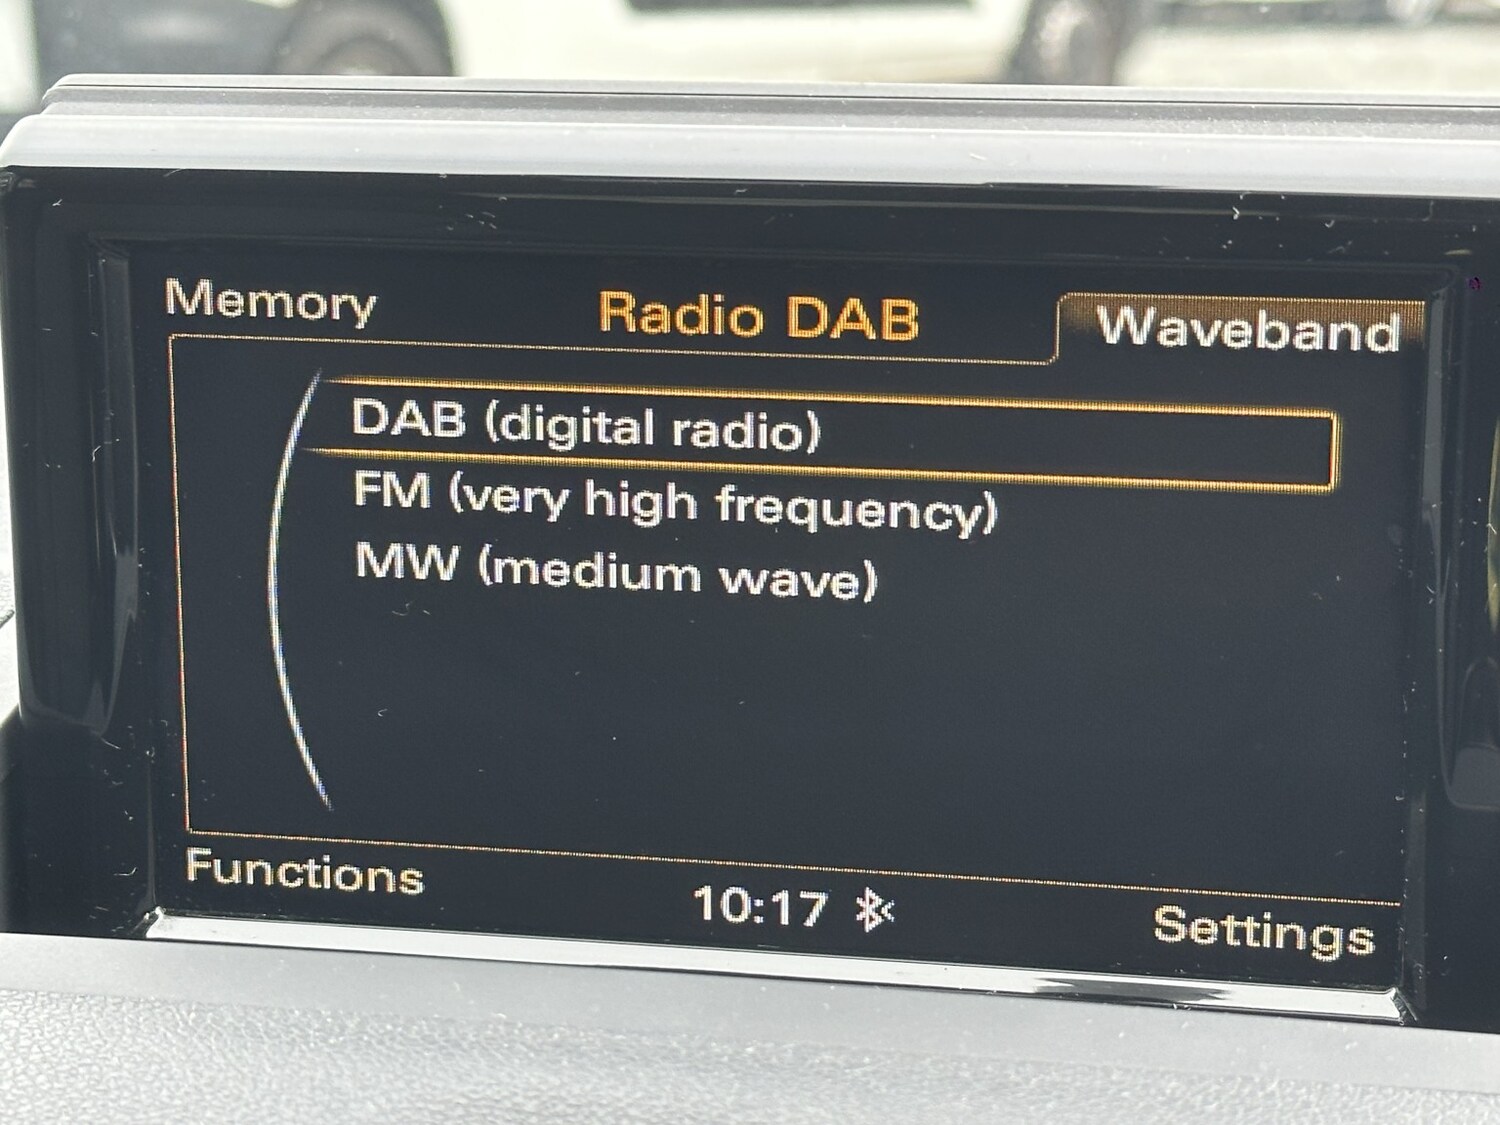 Memory Radio DAB Waveband
DAB (digital radio)
FM (very high frequency)
MW (medium wave)
Functions 10:17 Settings